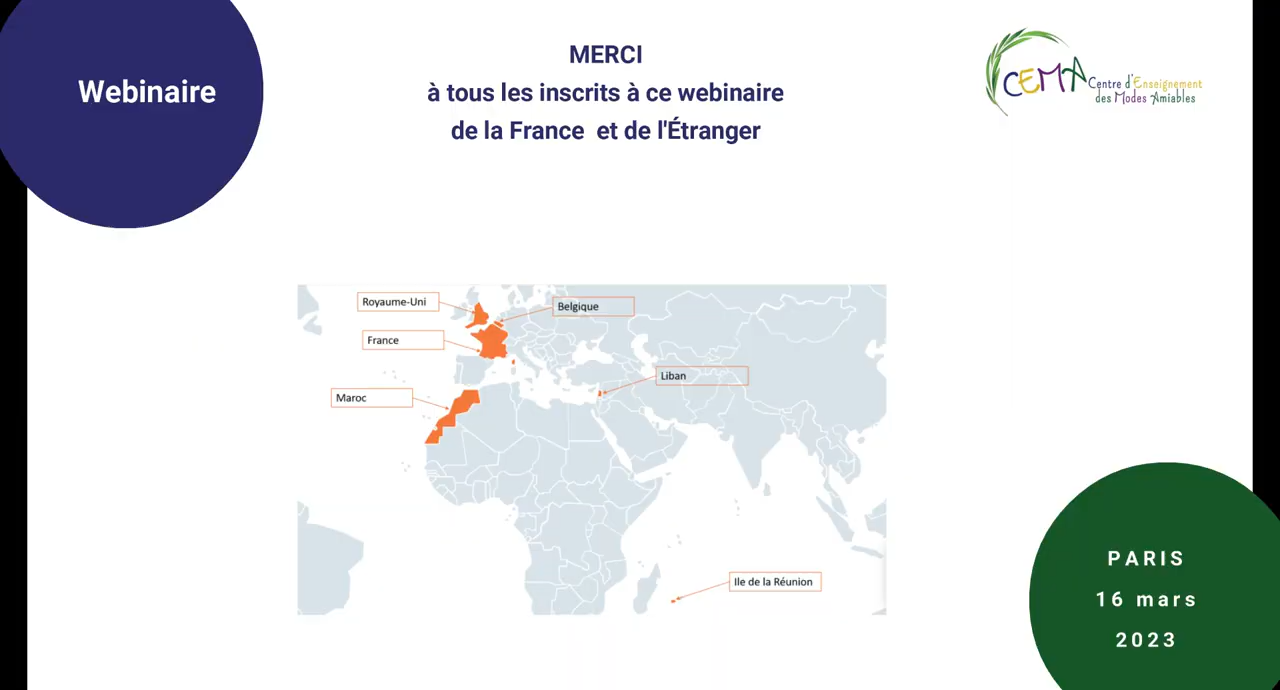 Webinaire
MERCI
à tous les inscrits à ce webinaire
de la France et de l'Étranger
CEMA Centre d'Enseignement
des Modes Amiables
Royaume-Uni
Belgique
France
Liban
Maroc
Ile de la Réunion
PARIS
16 mars
2023